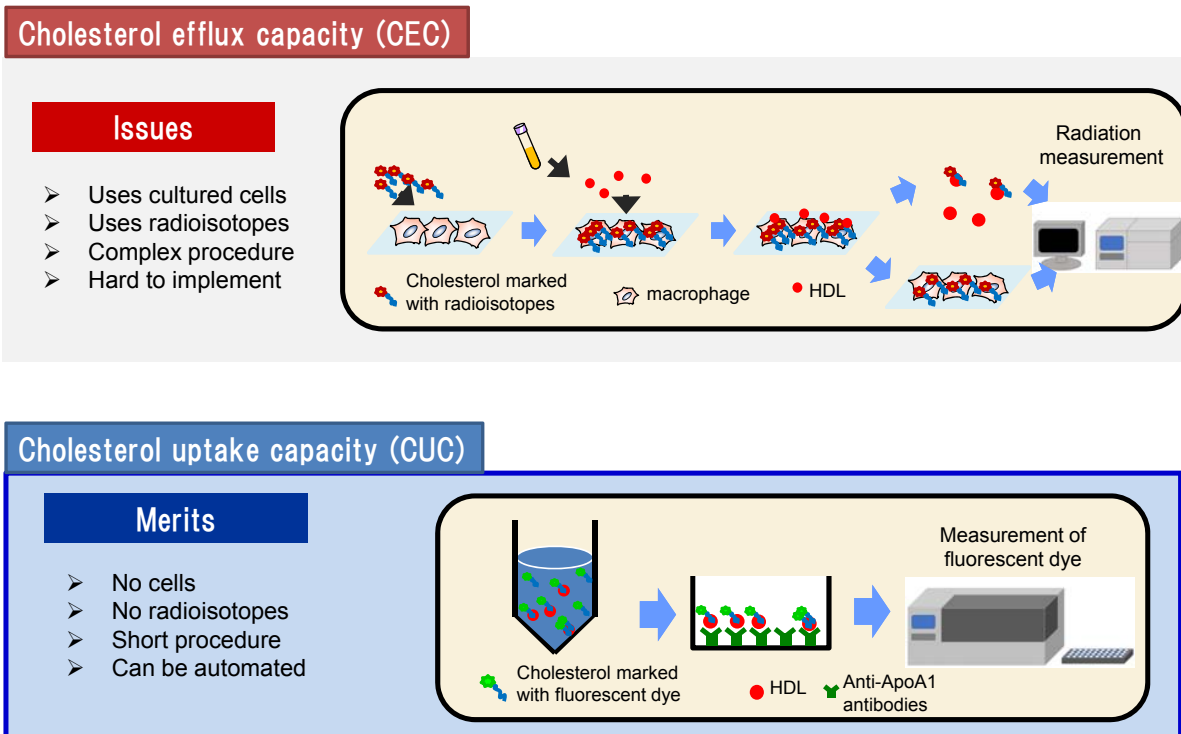 Cholesterol efflux capacity (CEC)
Issues
➢ Uses cultured cells
➢ Uses radioisotopes
➢ Complex procedure
➢ Hard to implement
Radiation
measurement
Cholesterol marked
with radioisotopes
macrophage
HDL
Cholesterol uptake capacity (CUC)
Merits
➢ No cells
➢ No radioisotopes
➢ Short procedure
➢ Can be automated
Measurement of
fluorescent dye
Cholesterol marked
with fluorescent dye
HDL
Anti-ApoA1
antibodies